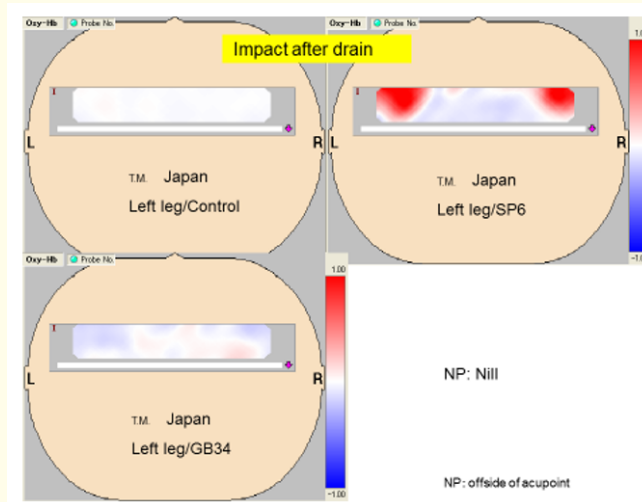 Oxy-Hb Probe No.
Oxy-Hb Probe No.
Impact after drain
L R
T.M. Japan
Left leg/Control
L R
T.M. Japan
Left leg/SP6
-1.0
Oxy-Hb Probe No.
1.00
L R
T.M. Japan
Left leg/GB34
-1.00
NP: Nill
NP: offside of acupoint